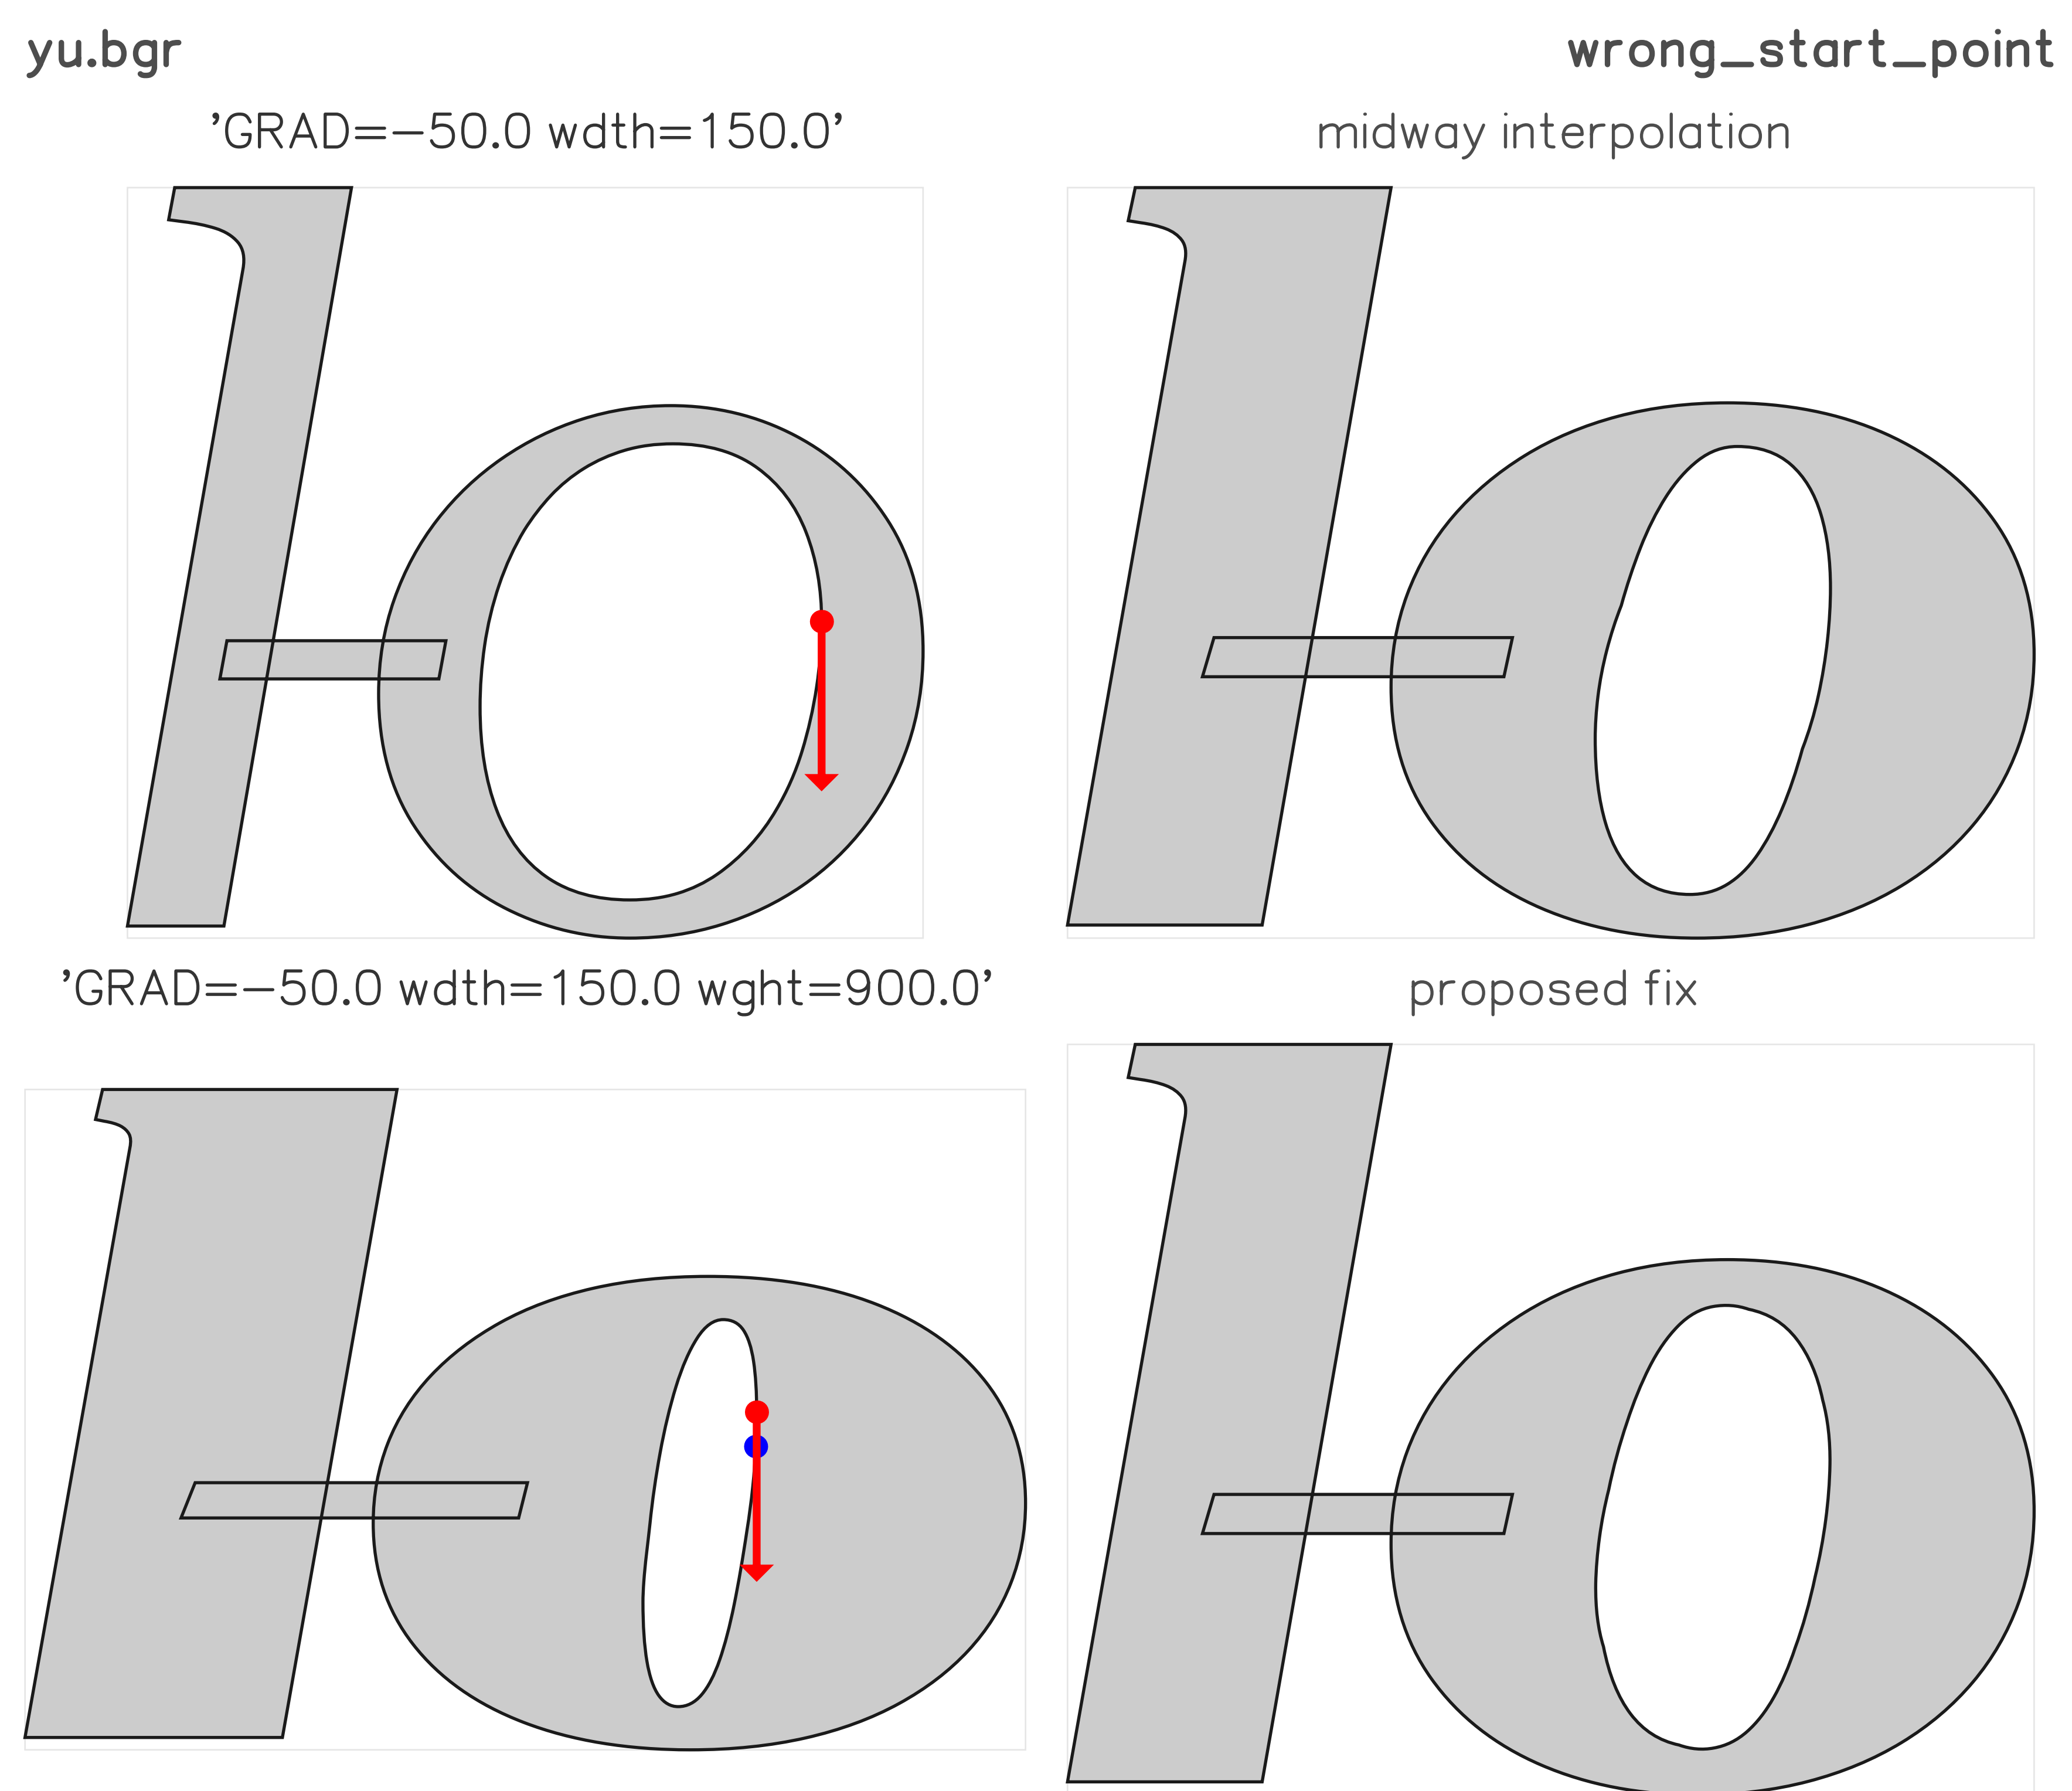 yu.bgr
wrong_start_point
'GRAD=−50.0 wdth=150.0'
midway interpolation
Ю
Ю
'GRAD=−50.0 wdth=150.0 wght=900.0'
proposed fix
Ю
Ю